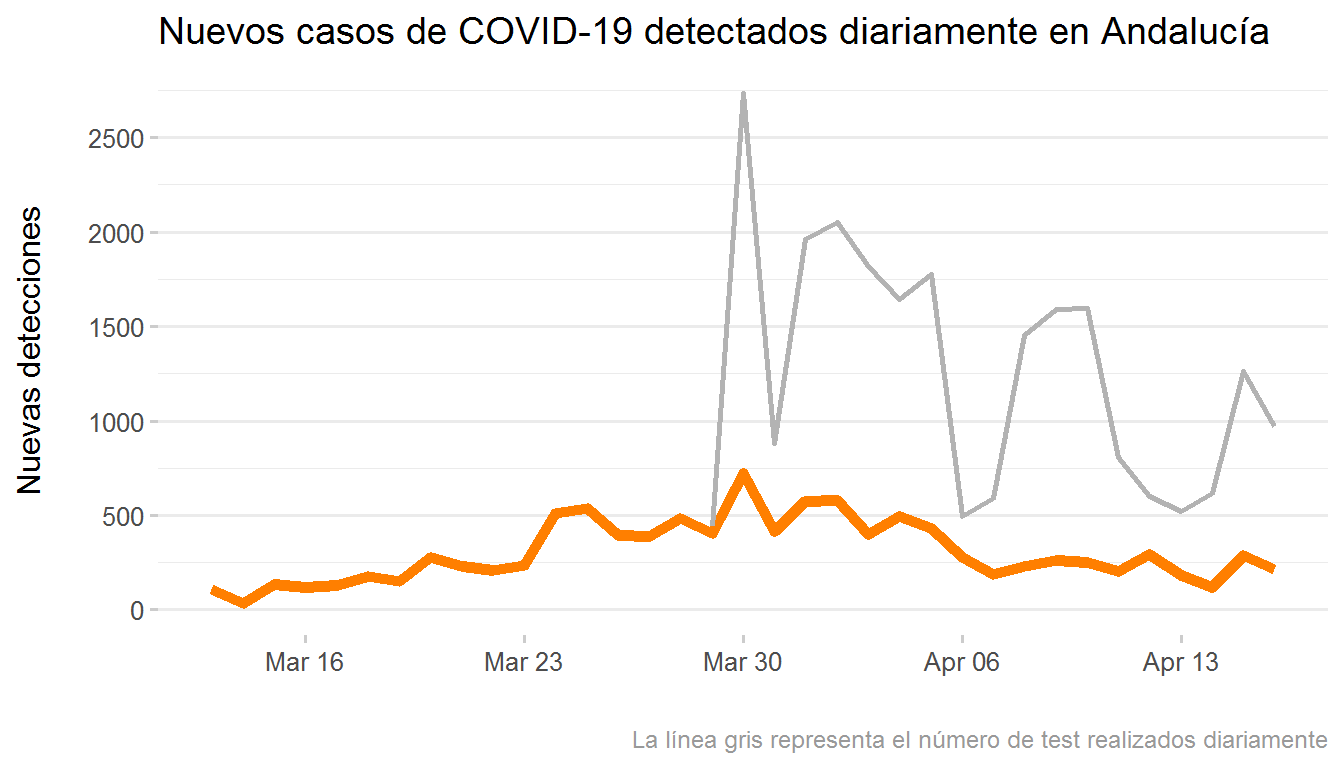 Nuevos casos de COVID-19 detectados diariamente en Andalucía
Nuevas detecciones
2500
2000
1500
1000
500
0
Mar 16 Mar 23 Mar 30 Apr 06 Apr 13
La línea gris representa el número de test realizados diariamente